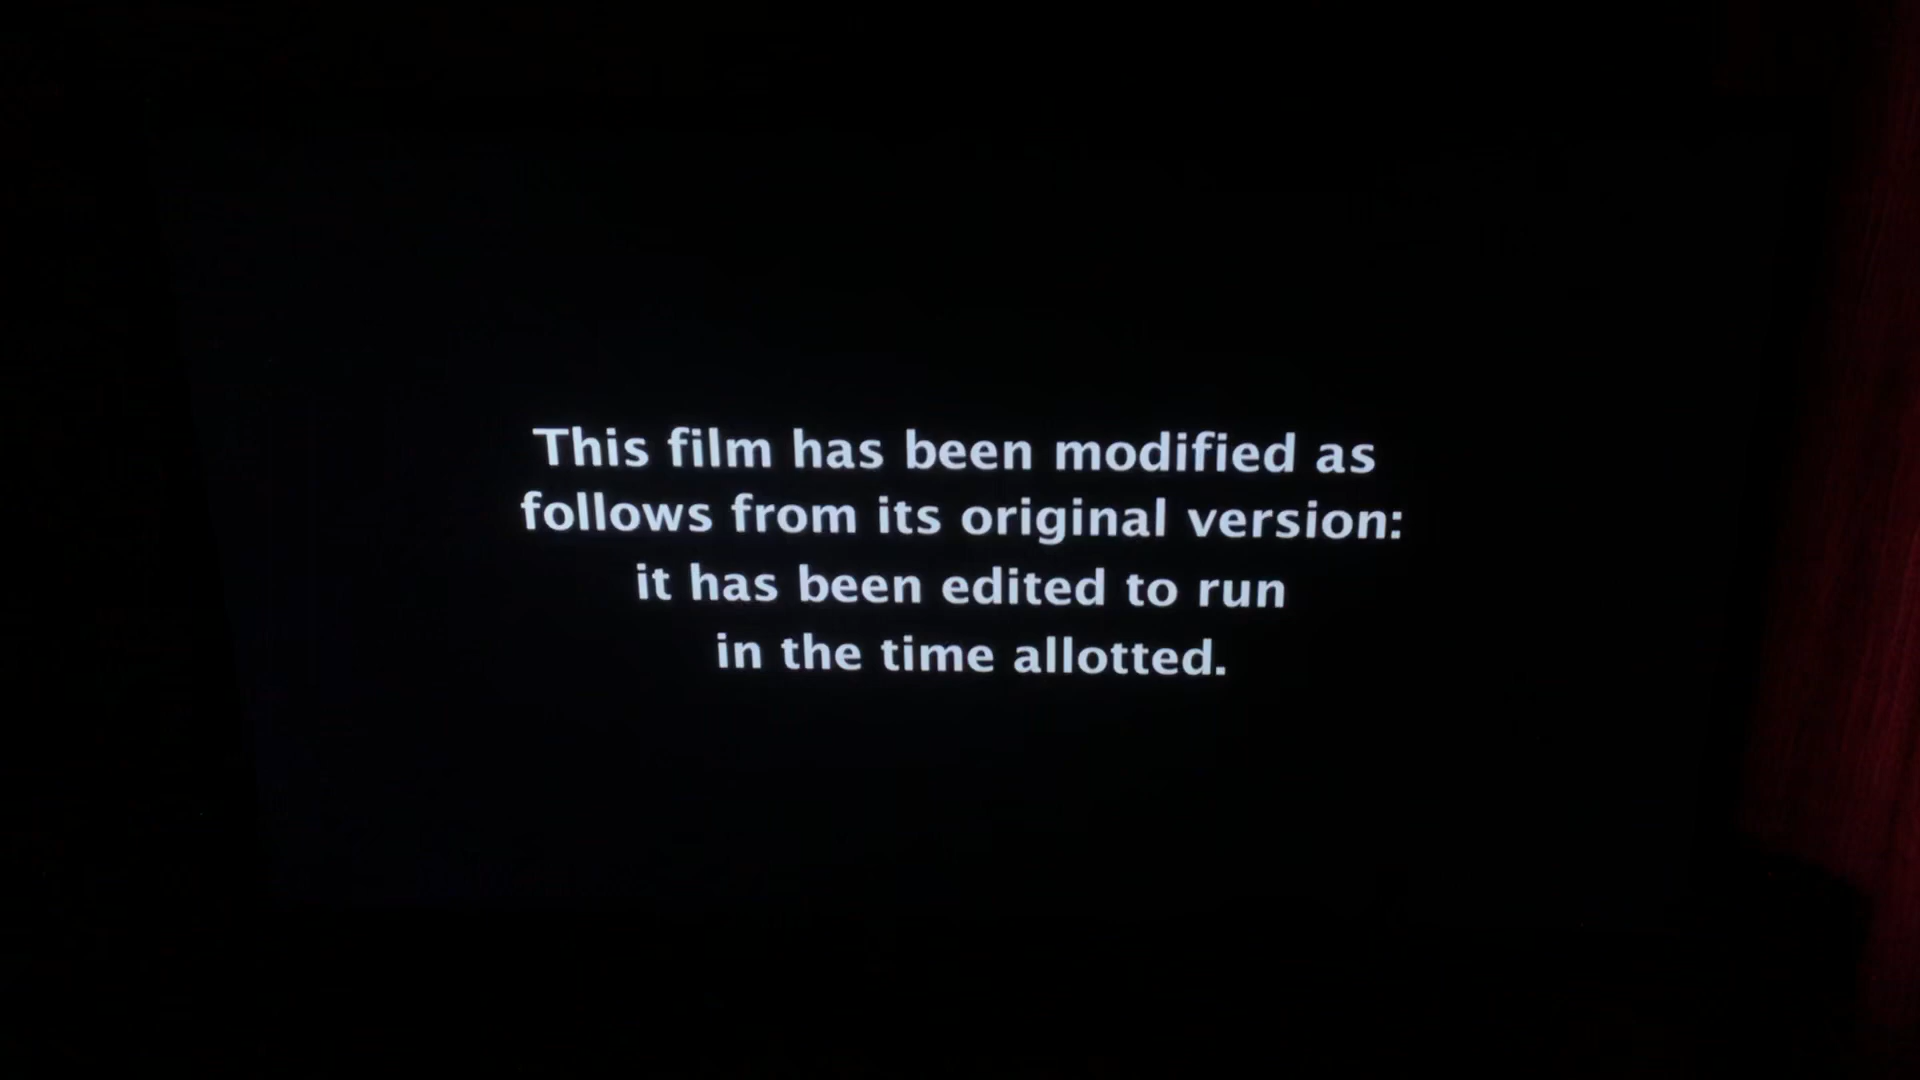 This film has been modified as
follows from its original version:
it has been edited to run
in the time allotted.